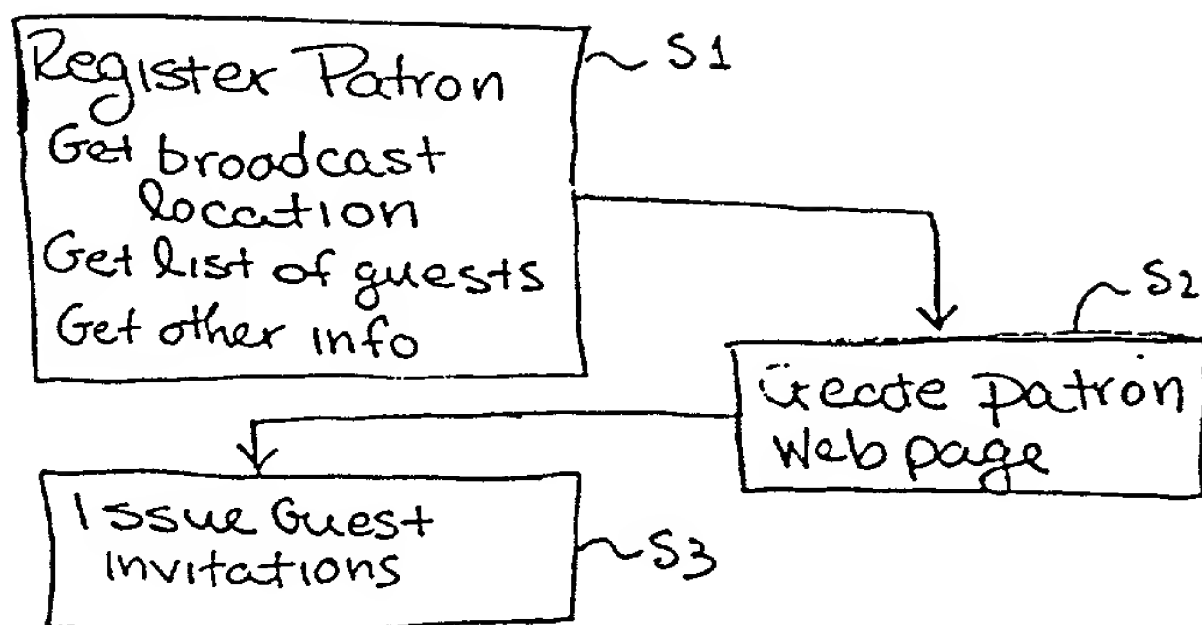 Register Patron
Get broadcast
location
Get list of guests
Get other info
S1
S2
Create patron
Web page
Issue Guest
Invitations
S3